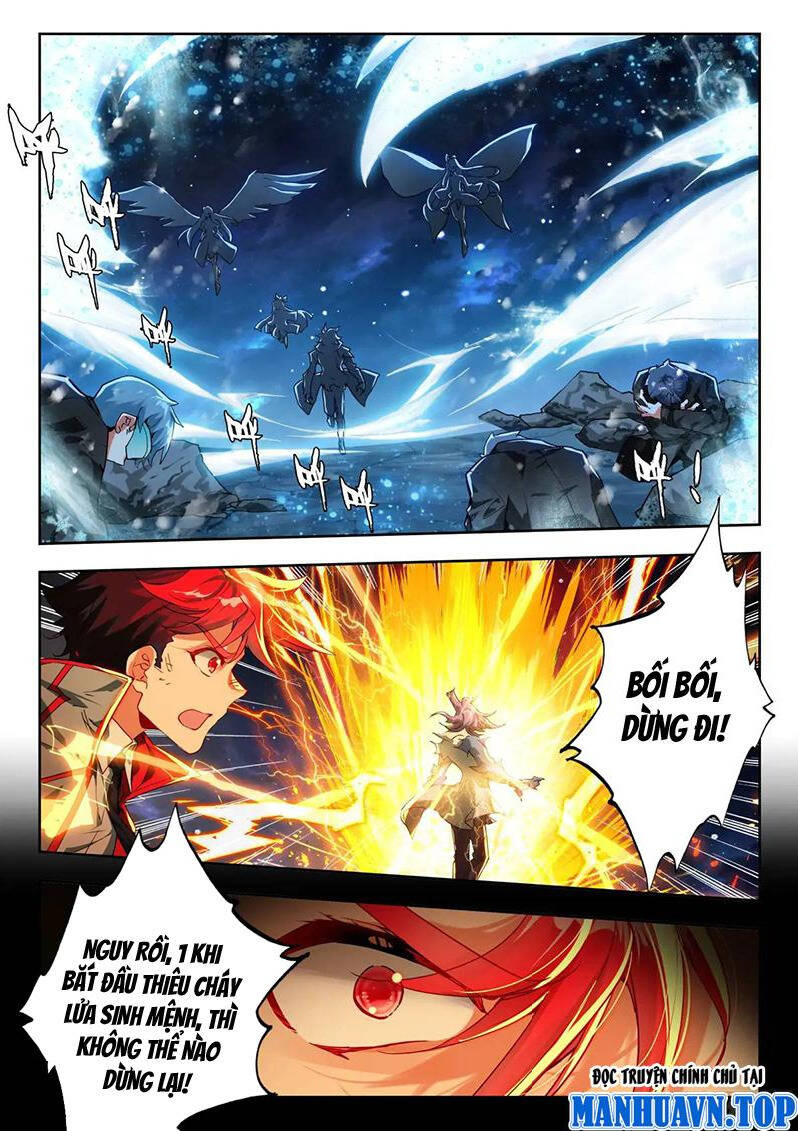 BỐI BỐI,
DỪNG ĐI!
NGUY RỒI, 1 KHI
BẮT ĐẦU THIÊU CHÁY
LỬA SINH MỆNH, THÌ
KHÔNG THỂ NÀO
DỪNG LẠI!
ĐỌC TRUYỆN CHÍNH CHỦ TẠI
MANHUAVN.TOP